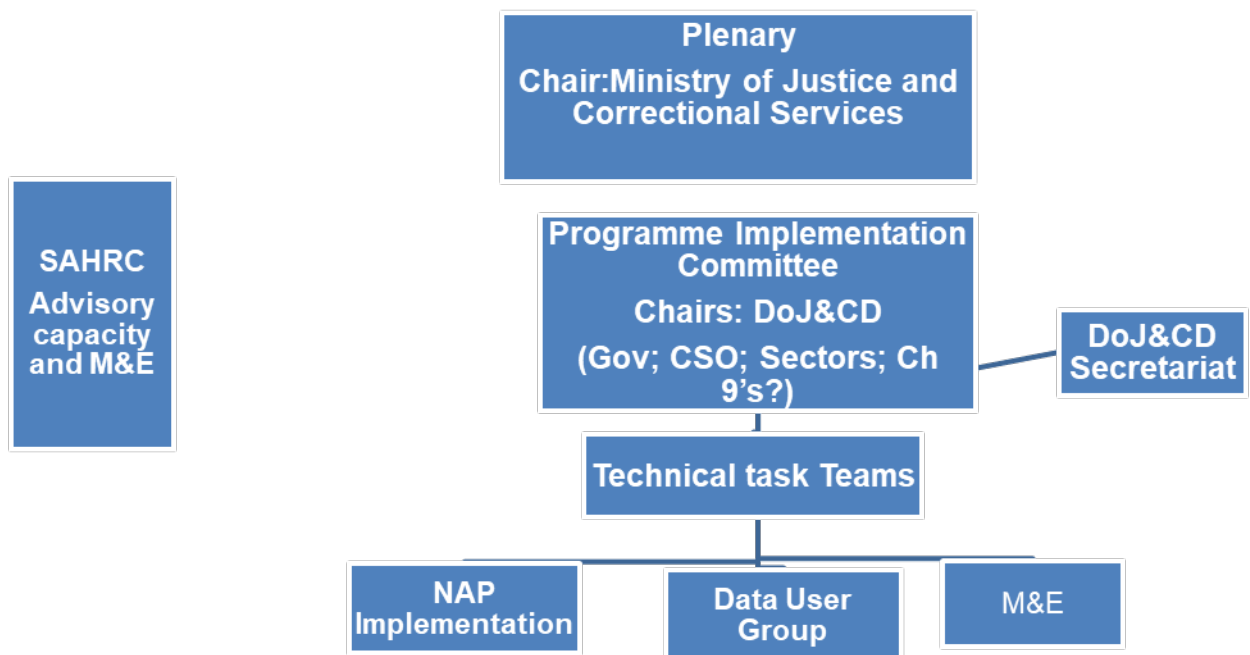 Plenary
Chair:Ministry of Justice and
Correctional Services
SAHRC
Advisory
capacity
and M&E
Programme Implementation
Committee
Chairs: DoJ&CD
(Gov; CSO; Sectors; Ch
9’s?)
DoJ&CD
Secretariat
Technical task Teams
NAP
Implementation
Data User
Group
M&E